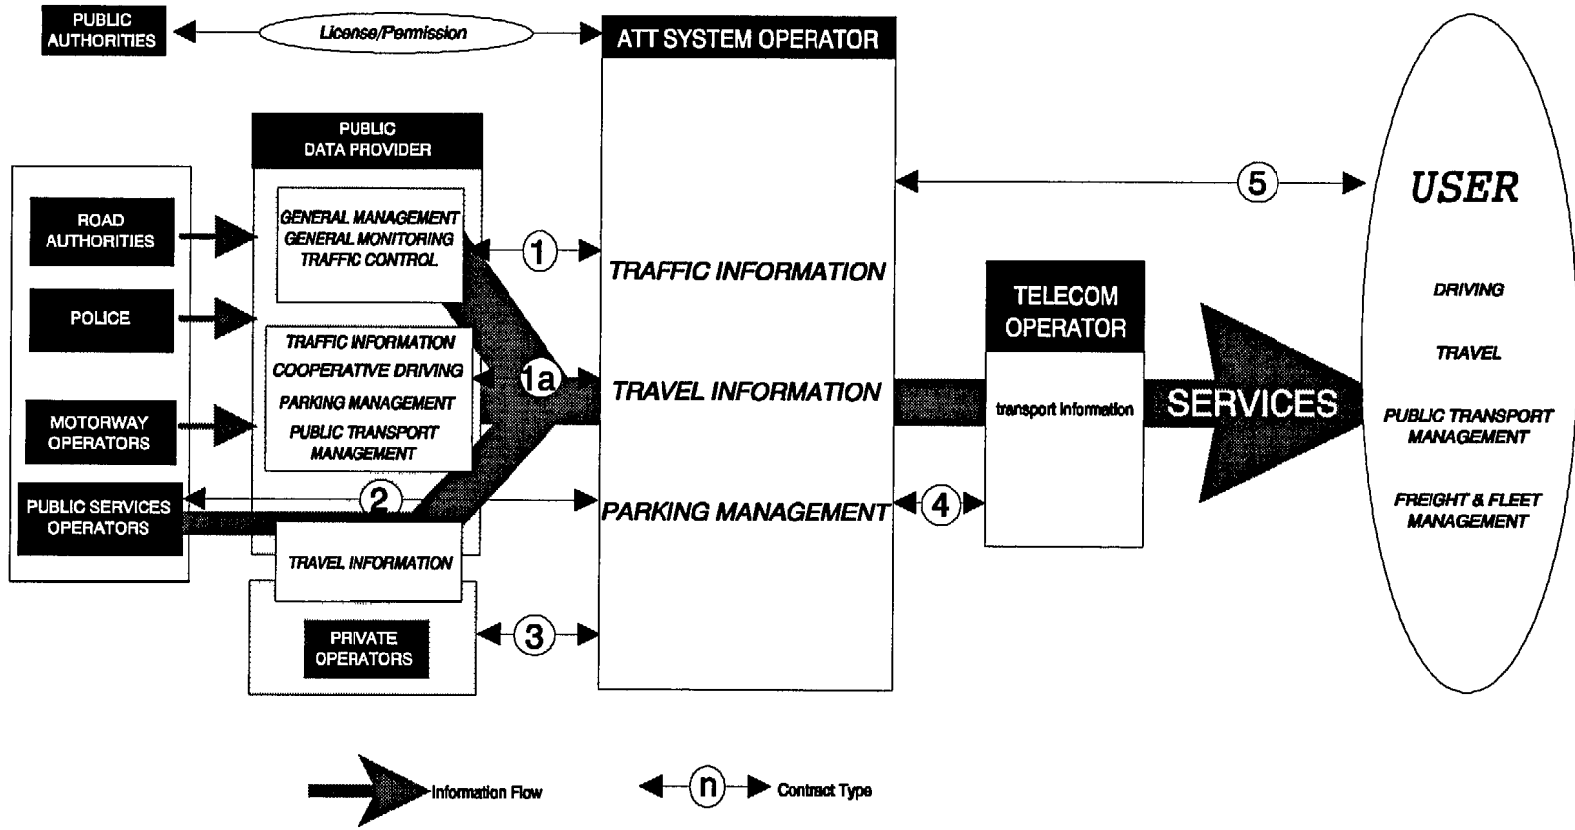 PUBLIC
AUTHORITIES
License/Permission
ATT SYSTEM OPERATOR
PUBLIC
DATA PROVIDER
ROAD
AUTHORITIES
POLICE
MOTORWAY
OPERATORS
PUBLIC SERVICES
OPERATORS
GENERAL MANAGEMENT
GENERAL MONITORING
TRAFFIC CONTROL
TRAFFIC INFORMATION
COOPERATIVE DRIVING
PARKING MANAGEMENT
PUBLIC TRANSPORT
MANAGEMENT
TRAVEL INFORMATION
PRIVATE
OPERATORS
1
1a
2
3
TRAFFIC INFORMATION
TRAVEL INFORMATION
PARKING MANAGEMENT
4
5
TELECOM
OPERATOR
transport information
SERVICES
USER
DRIVING
TRAVEL
PUBLIC TRANSPORT
MANAGEMENT
FREIGHT & FLEET
MANAGEMENT
Information Flow
n
Contract Type